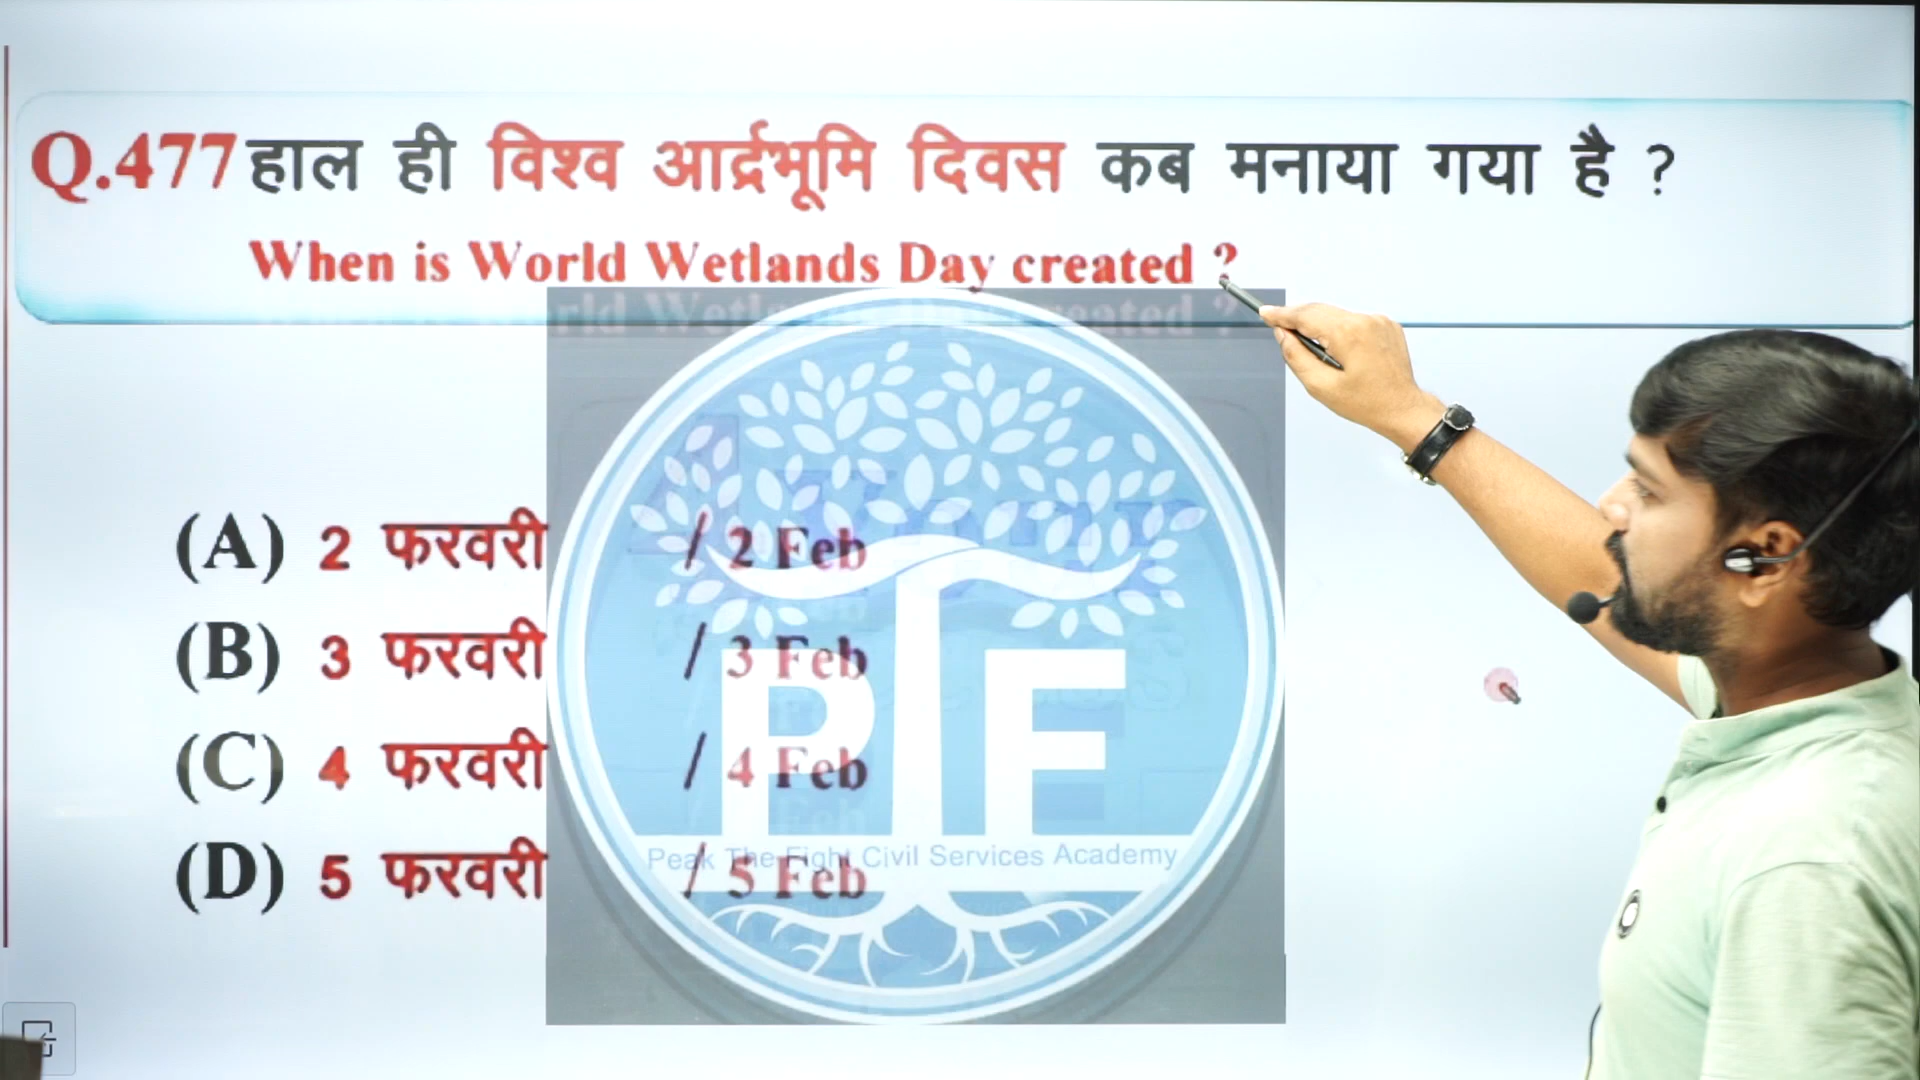 Q.477 हाल ही विश्व आर्द्रभूमि दिवस कब मनाया गया है ?
When is World Wetlands Day created ?
(A) 2 फरवरी / 2 Feb
(B) 3 फरवरी / 3 Feb
(C) 4 फरवरी / 4 Feb
(D) 5 फरवरी / 5 Feb
PTF
Peak The Fight Civil Services Academy